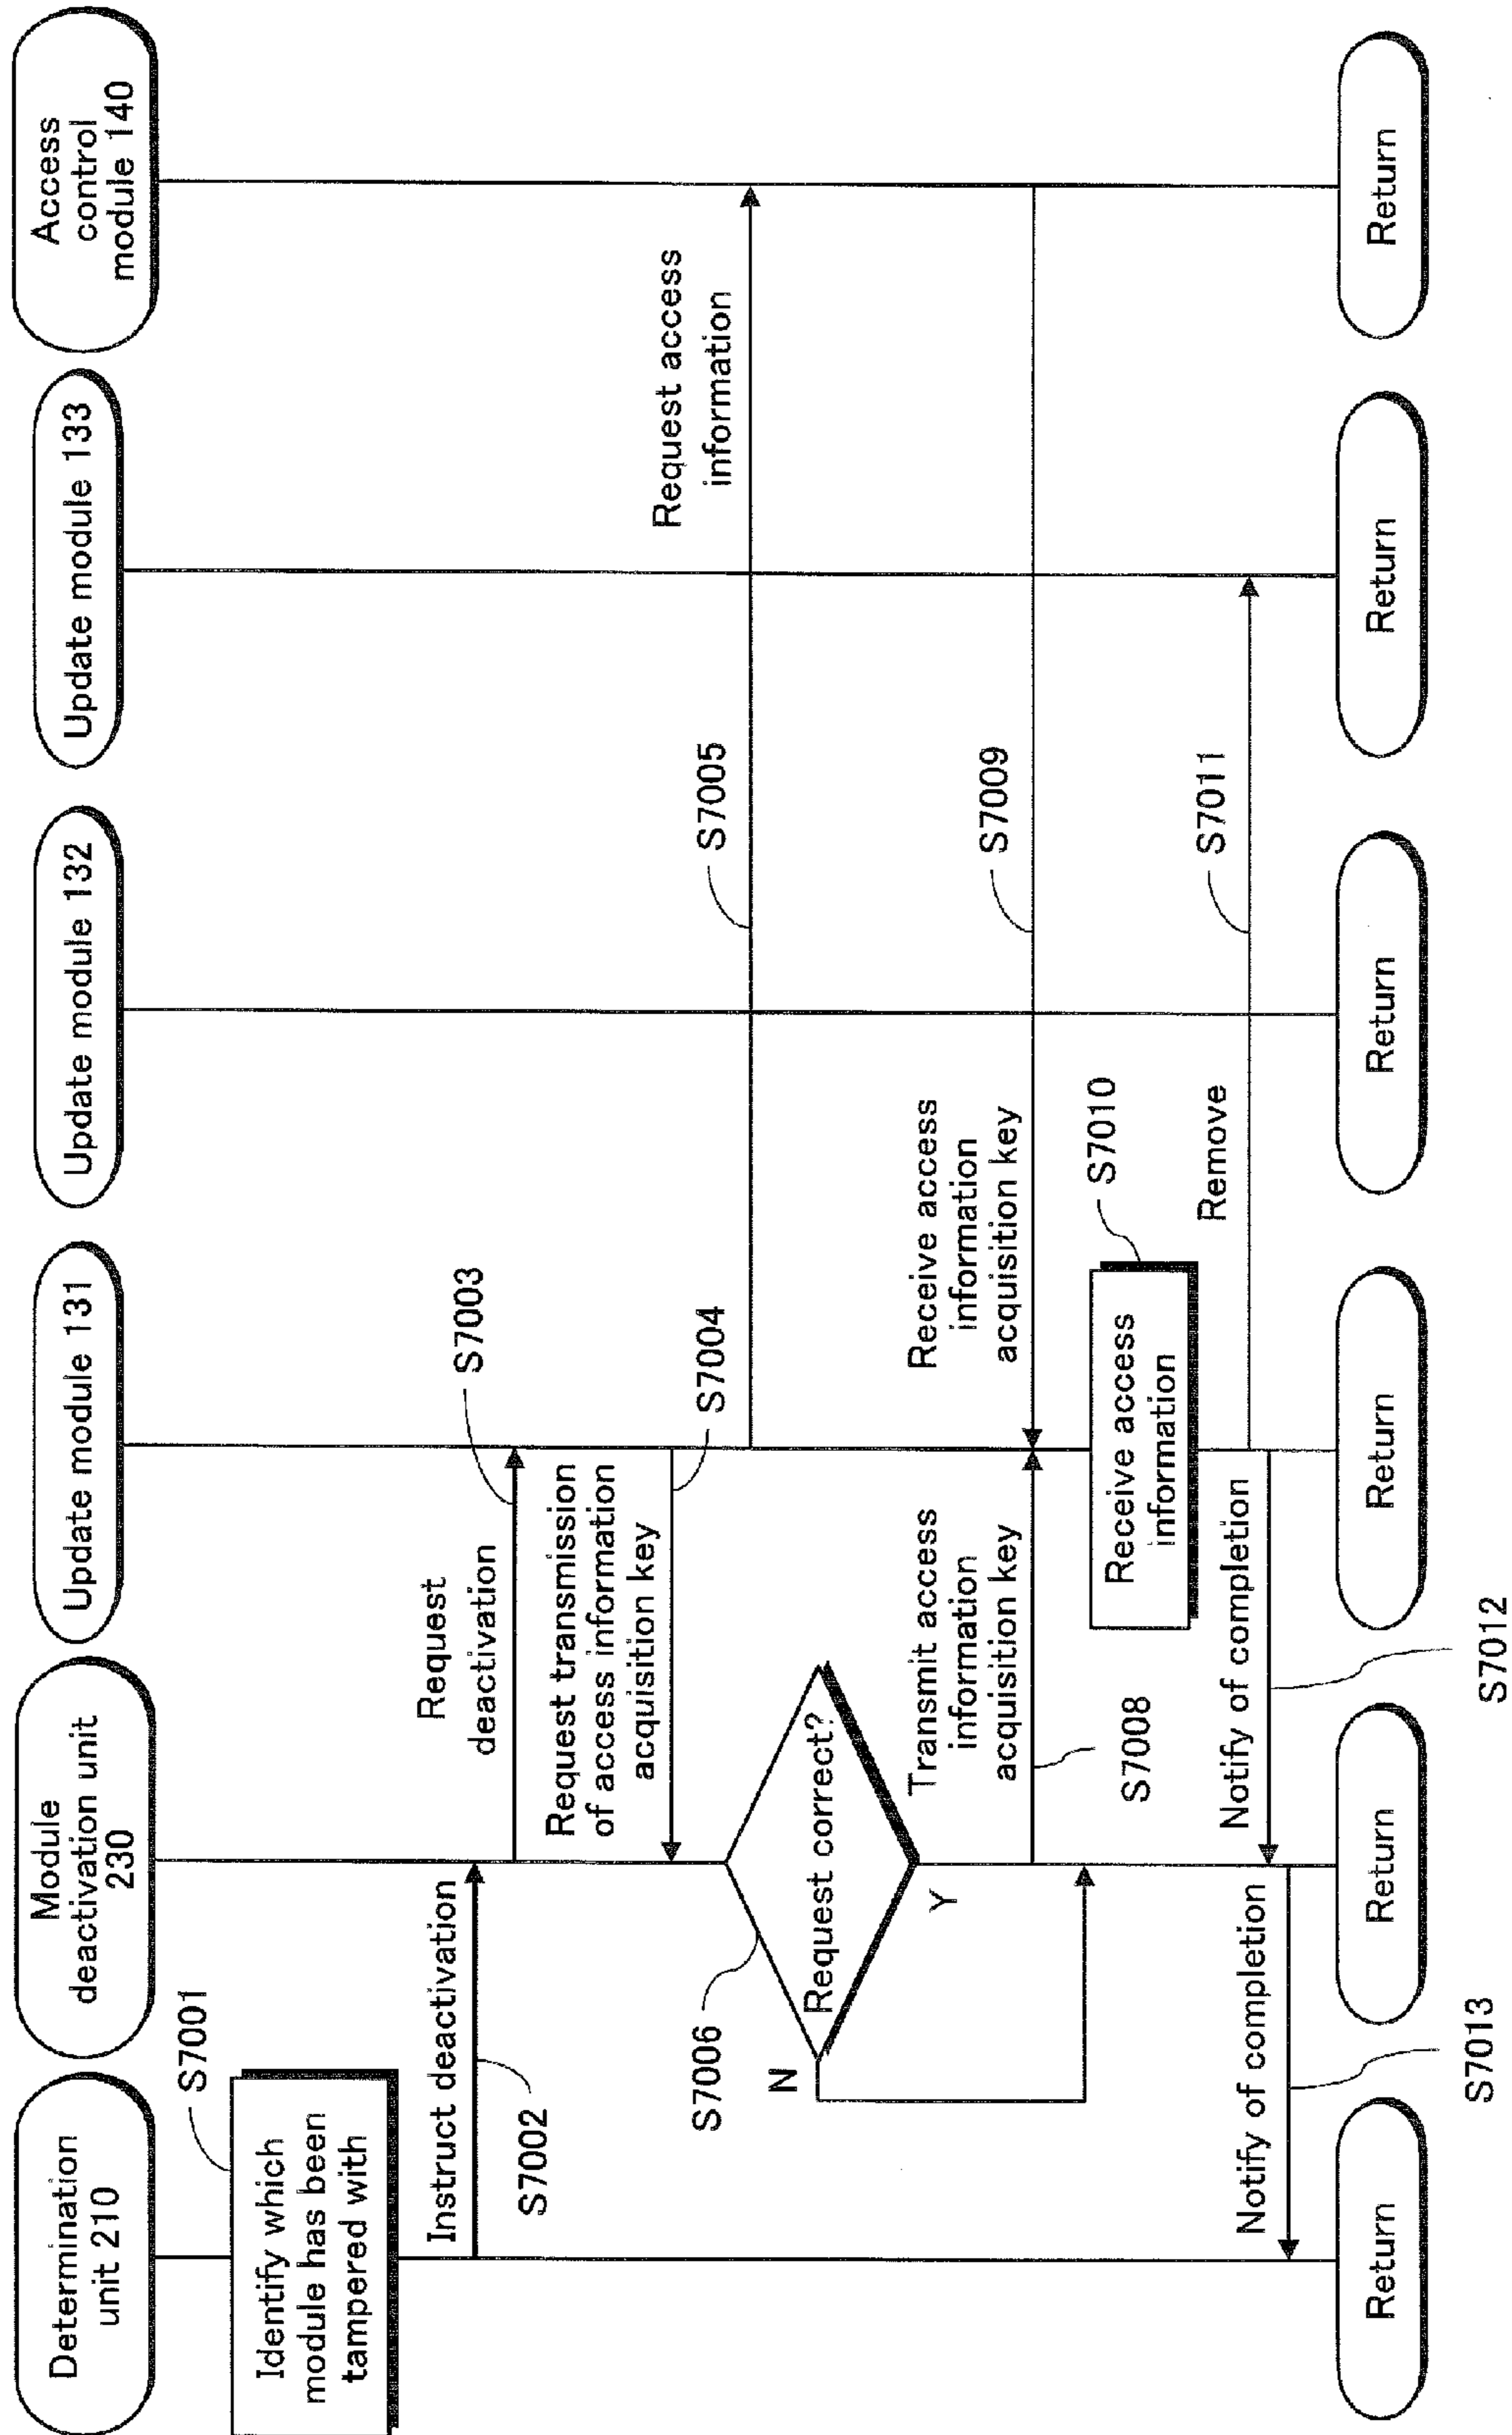 Determination
unit 210
Module
deactivation unit
230
Update module 131
Update module 132
Update module 133
Access
control
module 140
S7001
Identify which
module has been
tampered with
Instruct deactivation
S7002
Request
deactivation
S7003
Request transmission
of access information
acquisition key
S7004
Request access
information
S7005
S7006
Request correct?
N
Y
Transmit access
information
acquisition key
S7008
Receive access
information
acquisition key
S7009
Receive access
information
S7010
Remove
S7011
Notify of completion
S7012
Notify of completion
S7013
Return
Return
Return
Return
Return
Return